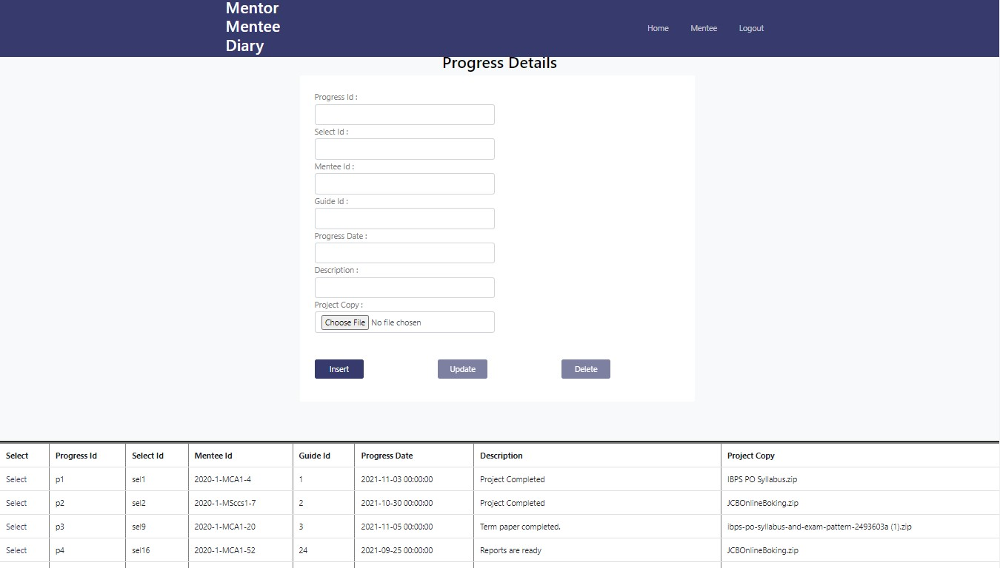 Mentor
Mentee
Diary
Home Mentee Logout
Progress Details
Progress Id :
Select Id :
Mentee Id :
Guide Id :
Progress Date :
Description :
Project Copy :
Choose File No file chosen
Insert Update Delete
Select Progress Id Select Id Mentee Id Guide Id Progress Date Description Project Copy
Select p1 sel1 2020-1-MCA1-4 1 2021-11-03 00:00:00 Project Completed IBPS PO Syllabus.zip
Select p2 sel2 2020-1-MSccs1-7 2 2021-10-30 00:00:00 Project Completed JCBOnlineBoking.zip
Select p3 sel9 2020-1-MCA1-20 3 2021-11-05 00:00:00 Term paper completed. ibps-po-syllabus-and-exam-pattern-2493603a (1).zip
Select p4 sel16 2020-1-MCA1-52 24 2021-09-25 00:00:00 Reports are ready JCBOnlineBoking.zip